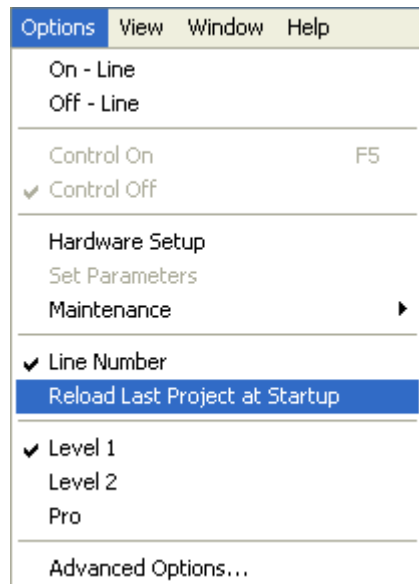 Options View Window Help
On - Line
Off - Line
Control On F5
Control Off
Hardware Setup
Set Parameters
Maintenance
Line Number
Reload Last Project at Startup
Level 1
Level 2
Pro
Advanced Options...